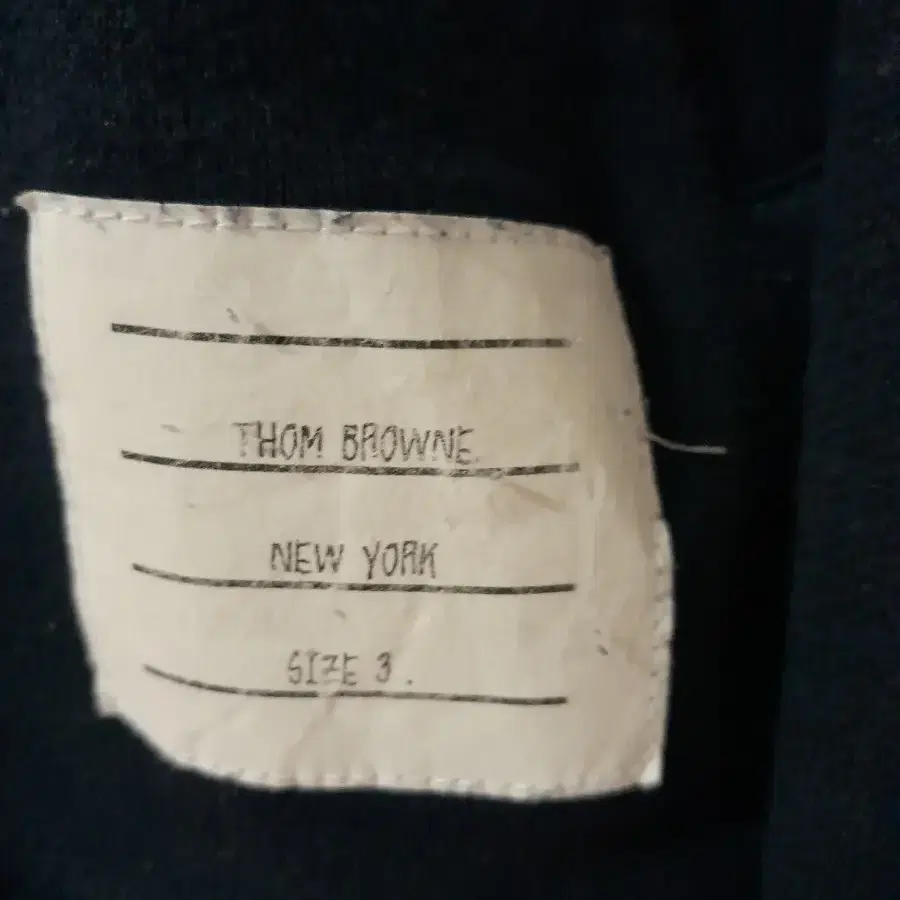 THOM BROWNE.
NEW YORK
SIZE 3.